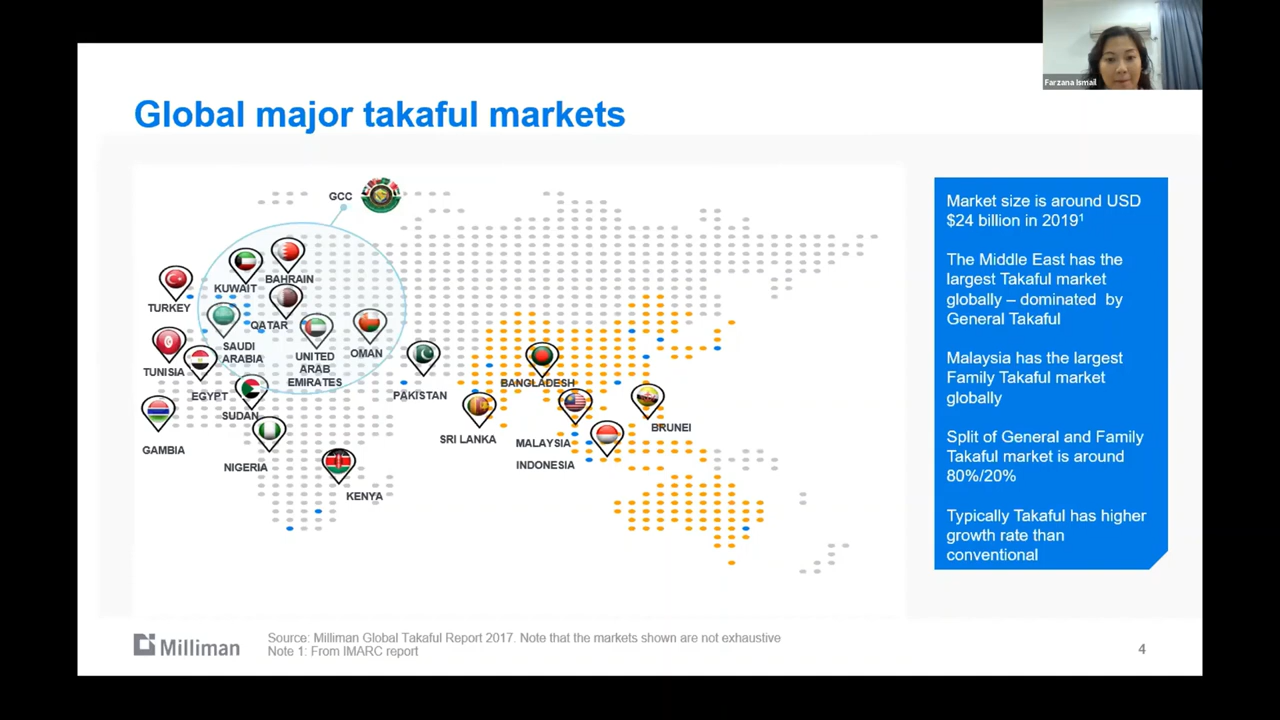 Farzana Ismail
Global major takaful markets
GCC
KUWAIT
BAHRAIN
TURKEY
QATAR
SAUDI
ARABIA
UNITED
ARAB
EMIRATES
OMAN
TUNISIA
EGYPT
SUDAN
PAKISTAN
BANGLADESH
GAMBIA
NIGERIA
KENYA
SRI LANKA
MALAYSIA
INDONESIA
BRUNEI
Market size is around USD
$24 billion in 2019¹
The Middle East has the
largest Takaful market
globally – dominated by
General Takaful
Malaysia has the largest
Family Takaful market
globally
Split of General and Family
Takaful market is around
80%/20%
Typically Takaful has higher
growth rate than
conventional
Milliman
Source: Milliman Global Takaful Report 2017. Note that the markets shown are not exhaustive
Note 1: From IMARC report
4